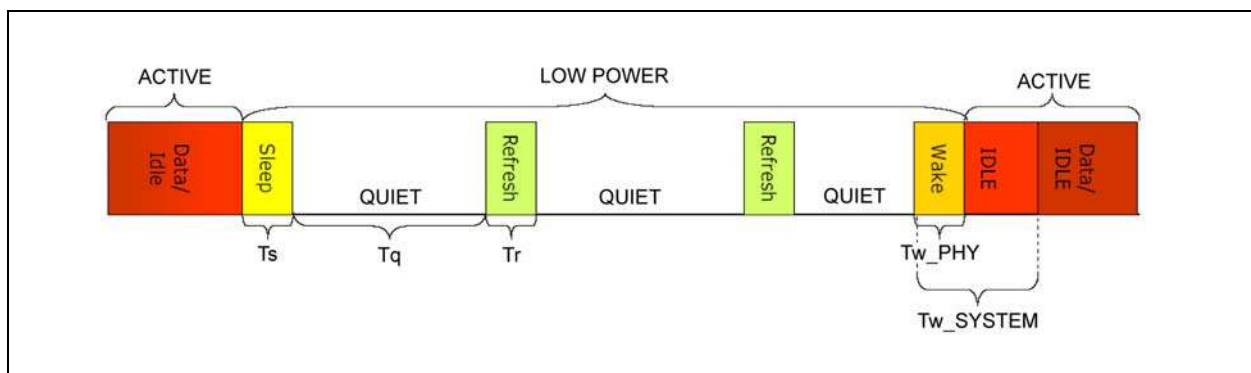 ACTIVE
LOW POWER
ACTIVE
Data/
Idle
Sleep
QUIET
Refresh
QUIET
Refresh
QUIET
Wake
IDLE
Data/
IDLE
Ts
Tq
Tr
Tw_PHY
Tw_SYSTEM